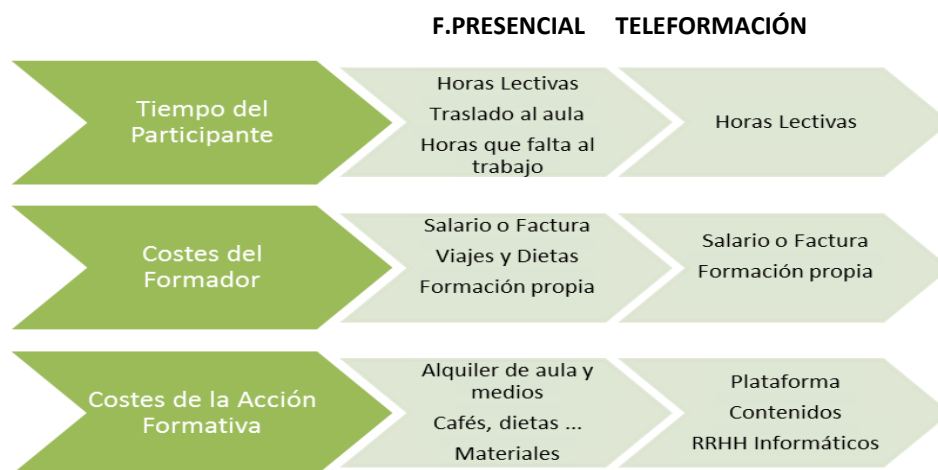 F.PRESENCIAL TELEFORMACIÓN
Tiempo del
Participante
Horas Lectivas
Traslado al aula
Horas que falta al
trabajo
Horas Lectivas
Costes del
Formador
Salario o Factura
Viajes y Dietas
Formación propia
Salario o Factura
Formación propia
Costes de la Acción
Formativa
Alquiler de aula y
medios
Cafés, dietas ...
Materiales
Plataforma
Contenidos
RRHH Informáticos